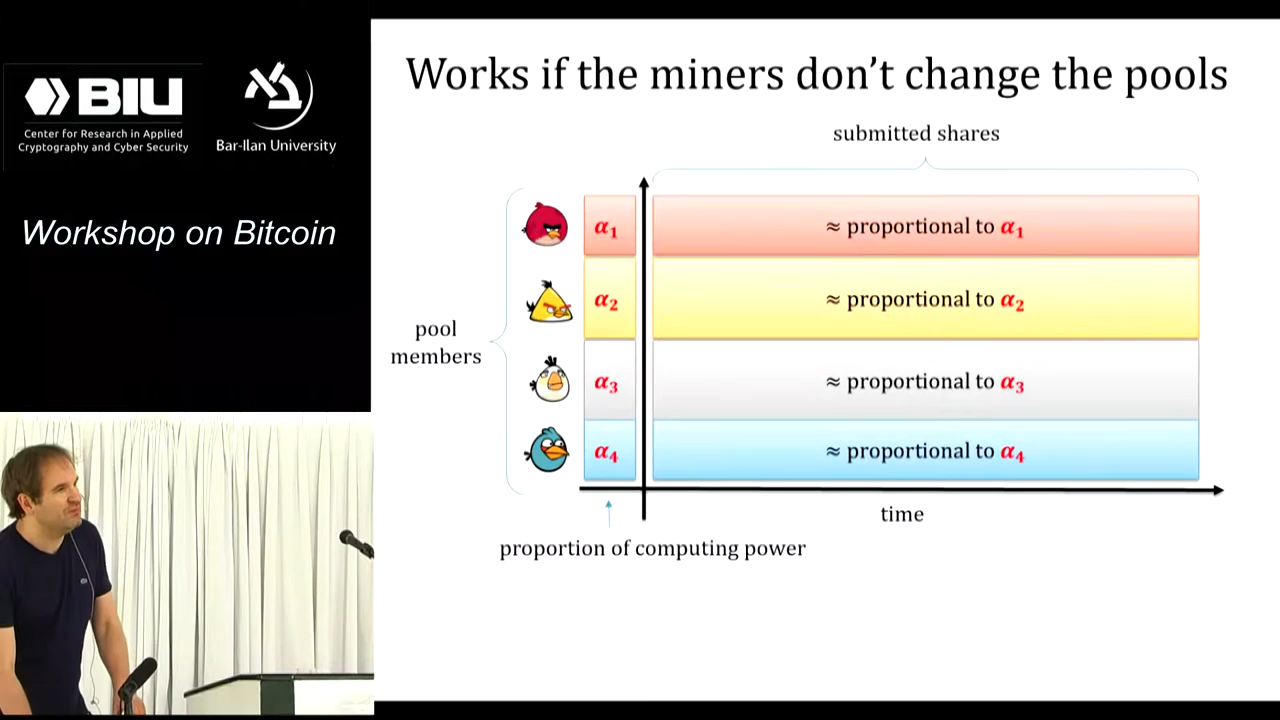 BIU
Center for Research in Applied
Cryptography and Cyber Security
Bar-Ilan University
Workshop on Bitcoin
Works if the miners don’t change the pools
submitted shares
pool
members
α₁
≈ proportional to α₁
α₂
≈ proportional to α₂
α₃
≈ proportional to α₃
α₄
≈ proportional to α₄
time
proportion of computing power